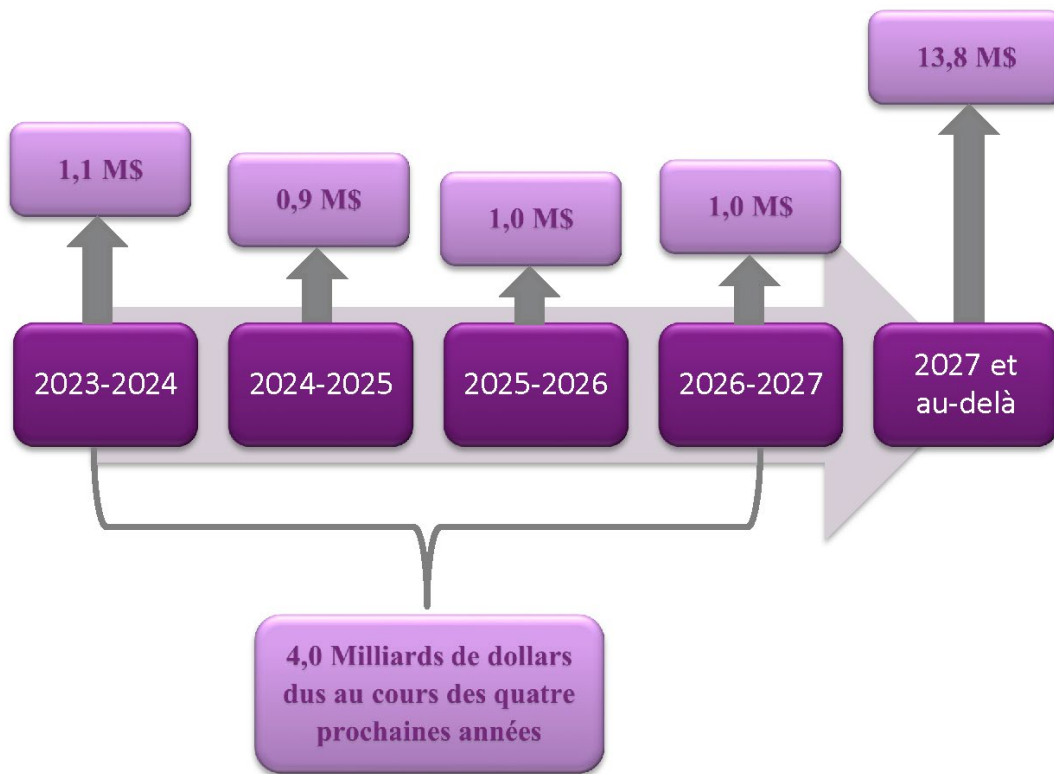 13,8 M$
1,1 M$
0,9 M$
1,0 M$
1,0 M$
2023-2024
2024-2025
2025-2026
2026-2027
2027 et
au-delà
4,0 Milliards de dollars
dus au cours des quatre
prochaines années